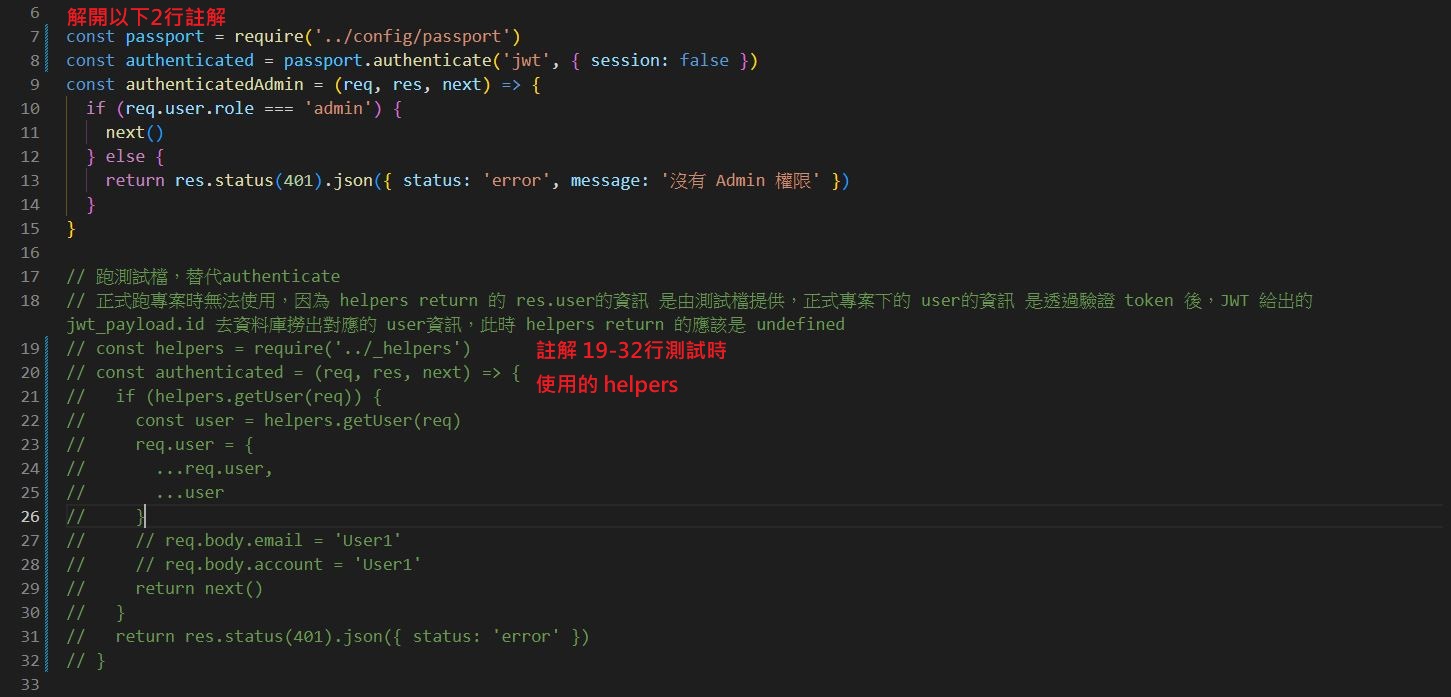 6 解開以下2行註解
7 const passport = require('../config/passport')
8 const authenticated = passport.authenticate('jwt', { session: false })
9 const authenticatedAdmin = (req, res, next) => {
10 if (req.user.role === 'admin') {
11 next()
12 } else {
13 return res.status(401).json({ status: 'error', message: '沒有 Admin 權限' })
14 }
15 }
16
17 // 跑測試檔，替代authenticate
18 // 正式跑專案時無法使用，因為 helpers return 的 res.user的資訊 是由測試檔提供，正式專案下的 user的資訊 是透過驗證 token 後，JWT 給出的
jwt_payload.id 去資料庫撈出對應的 user資訊，此時 helpers return 的應該是 undefined
19 // const helpers = require('../_helpers') 註解 19-32行測試時
20 // const authenticated = (req, res, next) => { 使用的 helpers
21 // if (helpers.getUser(req)) {
22 // const user = helpers.getUser(req)
23 // req.user = {
24 // ...req.user,
25 // ...user
26 // }
27 // // req.body.email = 'User1'
28 // // req.body.account = 'User1'
29 // return next()
30 // }
31 // return res.status(401).json({ status: 'error' })
32 // }
33